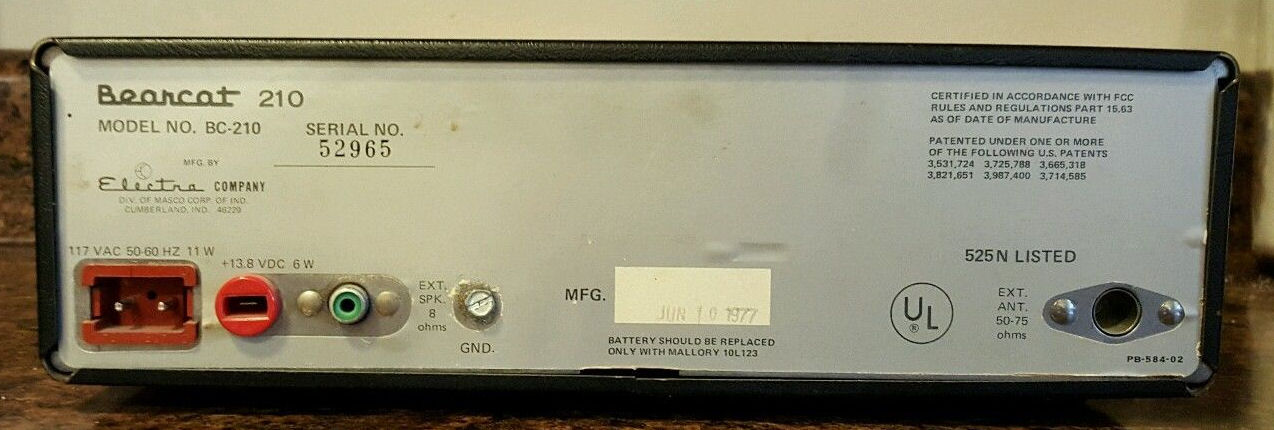 Bearcat 210
MODEL NO. BC-210
SERIAL NO.
52965
MFG. BY
Electra COMPANY
DIV. OF MASCO CORP. OF IND.
CUMBERLAND, IND. 46229
117 VAC 50-60 HZ 11 W
+13.8 VDC 6 W
EXT.
SPK.
8
ohms
GND.
MFG.
JUN 10 1977
BATTERY SHOULD BE REPLACED
ONLY WITH MALLORY 10L123
CERTIFIED IN ACCORDANCE WITH FCC
RULES AND REGULATIONS PART 15.63
AS OF DATE OF MANUFACTURE
PATENTED UNDER ONE OR MORE
OF THE FOLLOWING U.S. PATENTS
3,531,724 3,725,788 3,665,318
3,821,651 3,987,400 3,714,585
525N LISTED
UL
®
EXT.
ANT.
50-75
ohms
PB-584-02